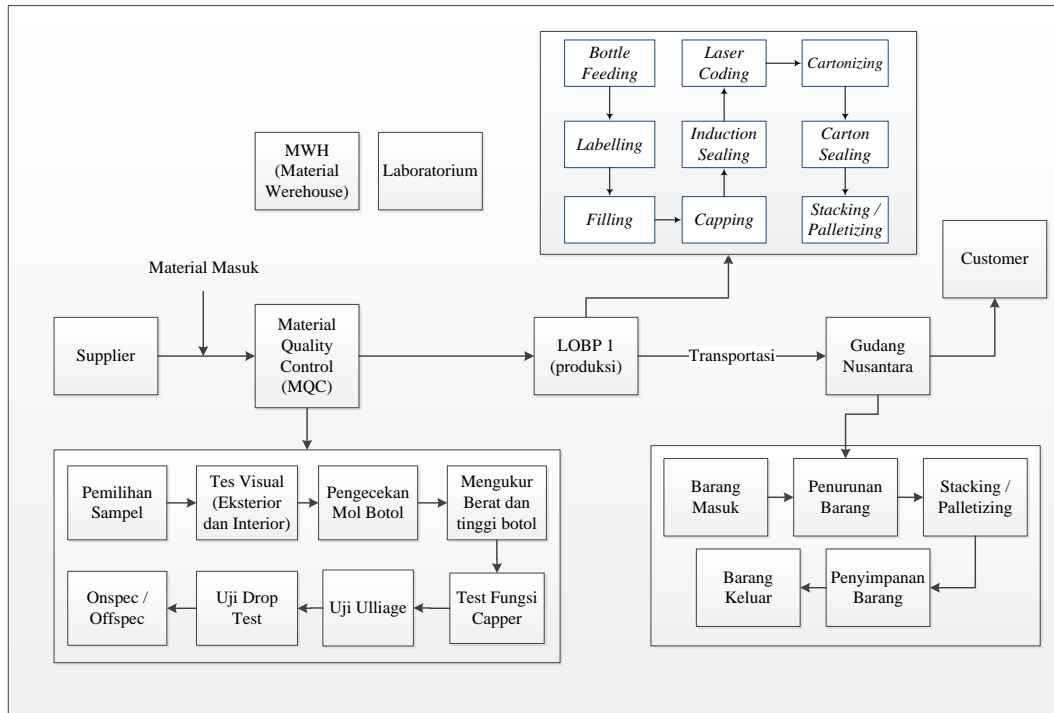 Bottle
Feeding
Laser
Coding
Cartonizing
Labelling
Induction
Sealing
Carton
Sealing
Filling
Capping
Stacking /
Palletizing
MWH
(Material
Werehouse)
Laboratorium
Customer
Material Masuk
Supplier
Material
Quality
Control
(MQC)
LOBP 1
(produksi)
Transportasi
Gudang
Nusantara
Pemilihan
Sampel
Tes Visual
(Eksterior
dan Interior)
Pengecekan
Mol Botol
Mengukur
Berat dan
tinggi botol
Onspec /
Offspec
Uji Drop
Test
Uji Ulliage
Test Fungsi
Capper
Barang
Masuk
Penurunan
Barang
Stacking /
Palletizing
Barang
Keluar
Penyimpanan
Barang